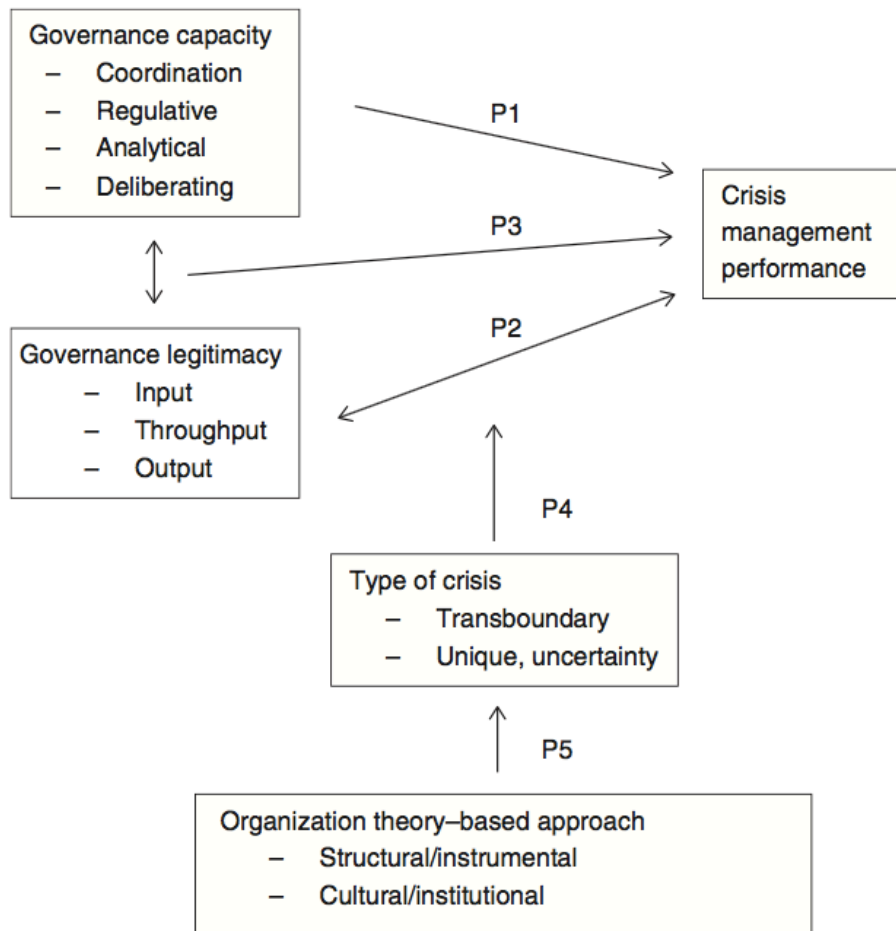 Governance capacity
– Coordination
– Regulative
– Analytical
– Deliberating
P1
Crisis
management
performance
P3
P2
Governance legitimacy
– Input
– Throughput
– Output
P4
Type of crisis
– Transboundary
– Unique, uncertainty
P5
Organization theory–based approach
– Structural/instrumental
– Cultural/institutional